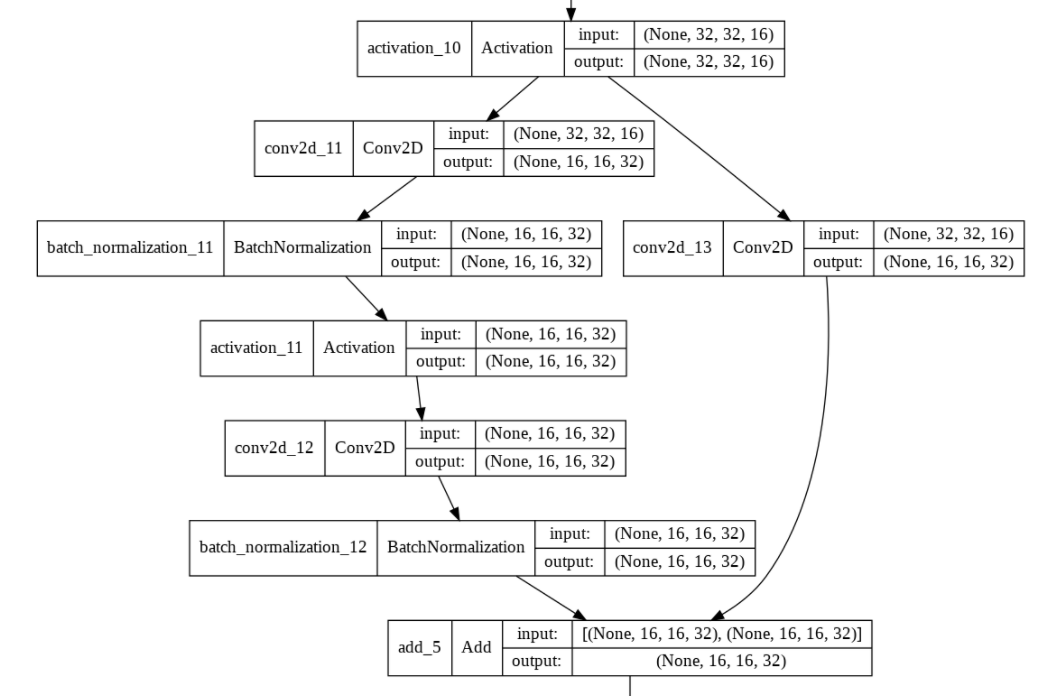 activation_10 Activation input: (None, 32, 32, 16)
output: (None, 32, 32, 16)
conv2d_11 Conv2D input: (None, 32, 32, 16)
output: (None, 16, 16, 32)
batch_normalization_11 BatchNormalization input: (None, 16, 16, 32)
output: (None, 16, 16, 32)
conv2d_13 Conv2D input: (None, 32, 32, 16)
output: (None, 16, 16, 32)
activation_11 Activation input: (None, 16, 16, 32)
output: (None, 16, 16, 32)
conv2d_12 Conv2D input: (None, 16, 16, 32)
output: (None, 16, 16, 32)
batch_normalization_12 BatchNormalization input: (None, 16, 16, 32)
output: (None, 16, 16, 32)
add_5 Add input: [(None, 16, 16, 32), (None, 16, 16, 32)]
output: (None, 16, 16, 32)